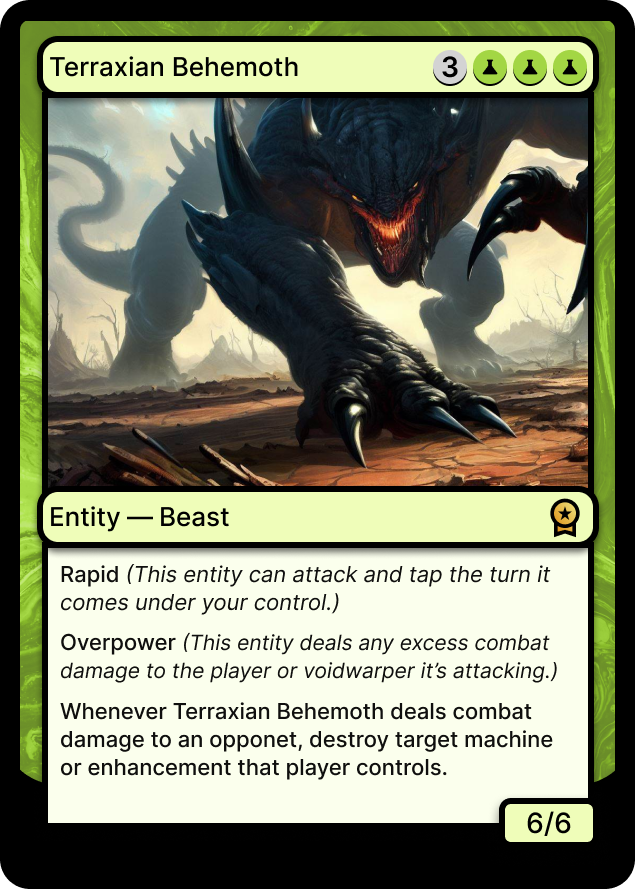 Terraxian Behemoth 3
Entity — Beast
Rapid (This entity can attack and tap the turn it
comes under your control.)
Overpower (This entity deals any excess combat
damage to the player or voidwarper it’s attacking.)
Whenever Terraxian Behemoth deals combat
damage to an opponet, destroy target machine
or enhancement that player controls.
6/6